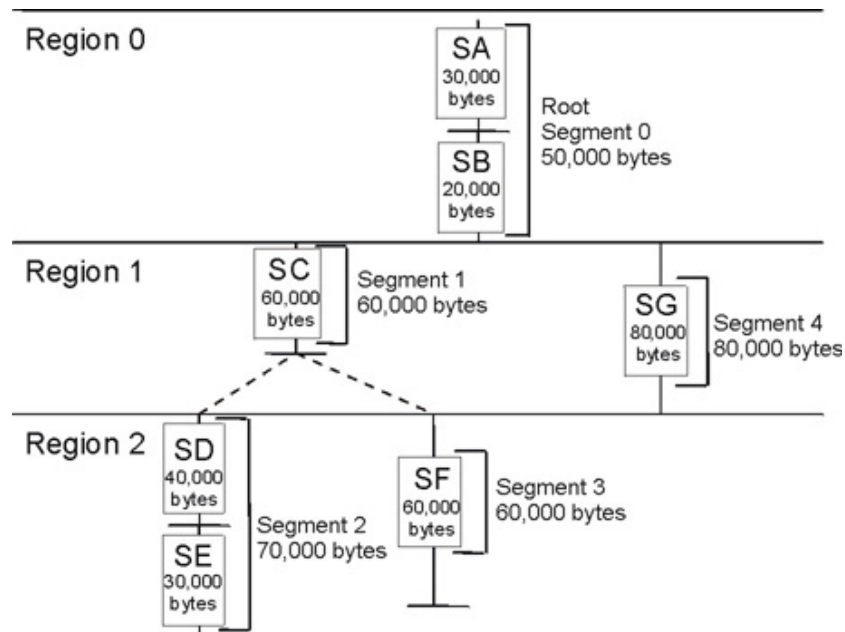 Region 0
SA
30,000
bytes
SB
20,000
bytes
Root
Segment 0
50,000 bytes
Region 1
SC
60,000
bytes
Segment 1
60,000 bytes
SG
80,000
bytes
Segment 4
80,000 bytes
Region 2
SD
40,000
bytes
SE
30,000
bytes
Segment 2
70,000 bytes
SF
60,000
bytes
Segment 3
60,000 bytes